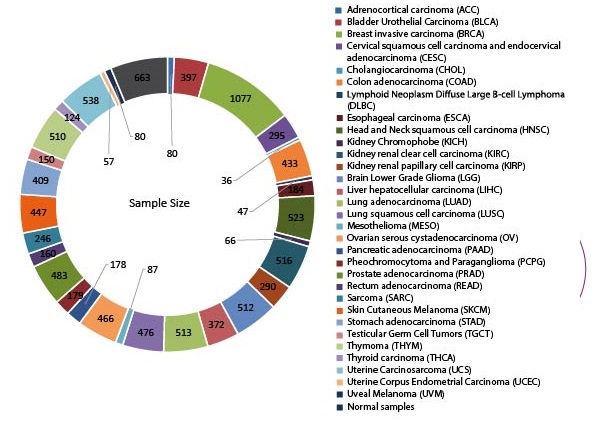 Adrenocortical carcinoma (ACC)
Bladder Urothelial Carcinoma (BLCA)
Breast invasive carcinoma (BRCA)
Cervical squamous cell carcinoma and endocervical
adenocarcinoma (CESC)
Cholangiocarcinoma (CHOL)
Colon adenocarcinoma (COAD)
Lymphoid Neoplasm Diffuse Large B-cell Lymphoma
(DLBC)
Esophageal carcinoma (ESCA)
Head and Neck squamous cell carcinoma (HNSC)
Kidney Chromophobe (KICH)
Kidney renal clear cell carcinoma (KIRC)
Kidney renal papillary cell carcinoma (KIRP)
Brain Lower Grade Glioma (LGG)
Liver hepatocellular carcinoma (LIHC)
Lung adenocarcinoma (LUAD)
Lung squamous cell carcinoma (LUSC)
Mesothelioma (MESO)
Ovarian serous cystadenocarcinoma (OV)
Pancreatic adenocarcinoma (PAAD)
Pheochromocytoma and Paraganglioma (PCPG)
Prostate adenocarcinoma (PRAD)
Rectum adenocarcinoma (READ)
Sarcoma (SARC)
Skin Cutaneous Melanoma (SKCM)
Stomach adenocarcinoma (STAD)
Testicular Germ Cell Tumors (TGCT)
Thymoma (THYM)
Thyroid carcinoma (THCA)
Uterine Carcinosarcoma (UCS)
Uterine Corpus Endometrial Carcinoma (UCEC)
Uveal Melanoma (UVM)
Normal samples
Sample Size
80
397
1077
295
36
433
47
184
523
66
516
290
512
372
513
476
87
466
178
179
483
160
246
447
409
150
510
124
538
57
80
663